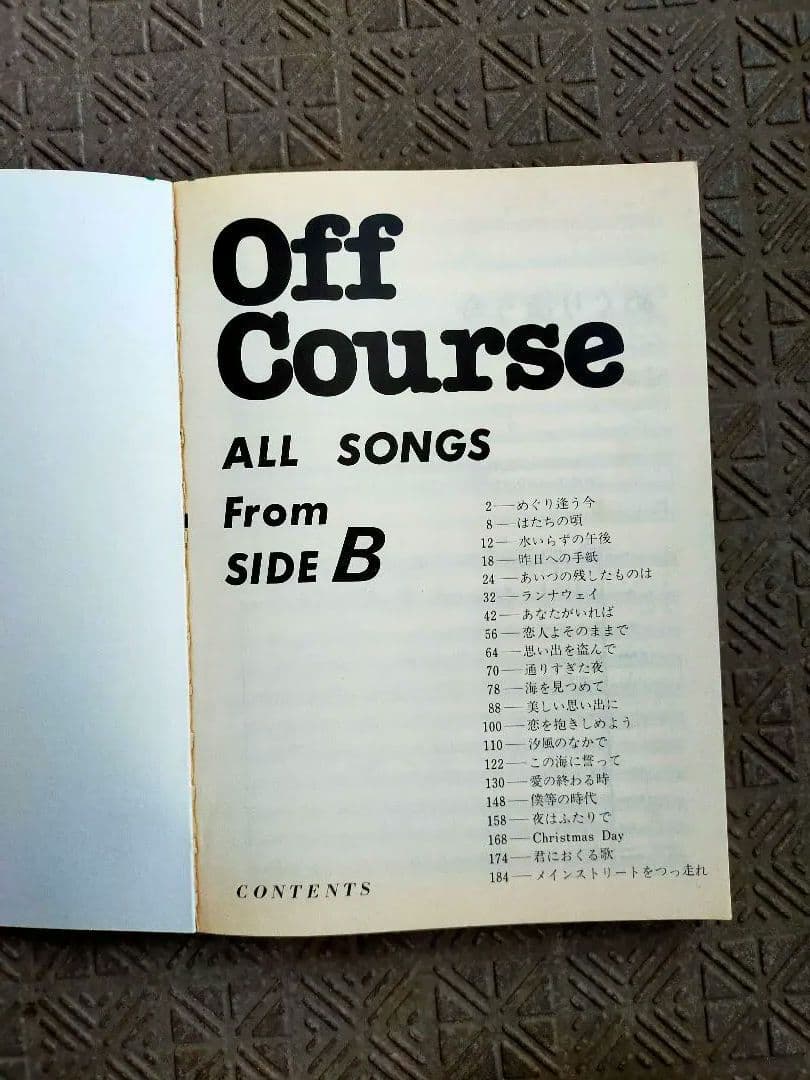 Off
Course
ALL SONGS
From
SIDE B
2——めぐり逢う今
8——はたちの頃
12——水いらずの午後
18——昨日への手紙
24——あいつの残したものは
32——ランナウェイ
42——あなたがいれば
56——恋人よそのままで
64——思い出を盗んで
70——通りすぎた夜
78——海を見つめて
88——美しい思い出に
100——恋を抱きしめよう
110——汐風のなかで
122——この海に誓って
130——愛の終わる時
148——僕等の時代
158——夜はふたりで
168——Christmas Day
174——君におくる歌
184——メインストリートをつっ走れ
CONTENTS